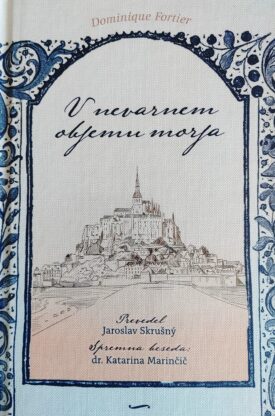 Dominique Fortier
V nevarnem
objemu morja
Prevedel
Jaroslav Skrušný
Spremna beseda:
dr. Katarina Marinčič